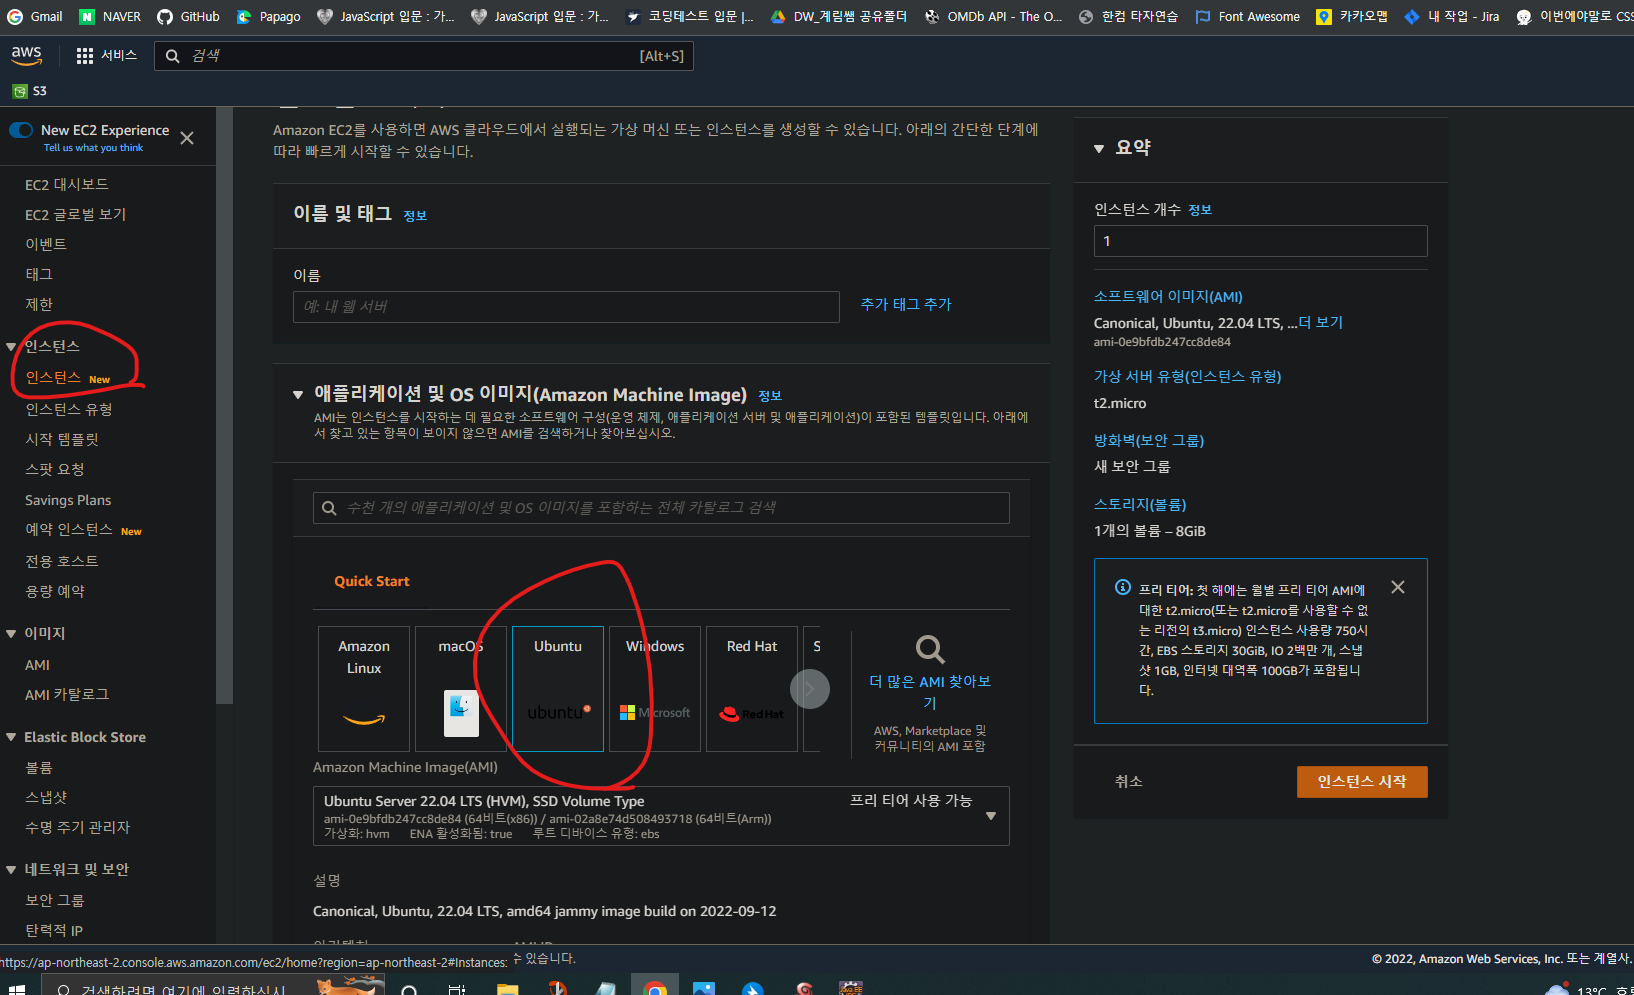 Gmail
NAVER
GitHub
Papago
JavaScript 입문 : 가...
JavaScript 입문 : 가...
코딩테스트 입문 |...
DW_계림쌤 공유폴더
OMDb API - The O...
한컴 타자연습
Font Awesome
카카오맵
내 작업 - Jira
이번에야말로 CSS
aws
서비스
검색
[Alt+S]
S3
New EC2 Experience
Tell us what you think
EC2 대시보드
EC2 글로벌 보기
이벤트
태그
제한
인스턴스
인스턴스 New
인스턴스 유형
시작 템플릿
스팟 요청
Savings Plans
예약 인스턴스 New
전용 호스트
용량 예약
이미지
AMI
AMI 카탈로그
Elastic Block Store
볼륨
스냅샷
수명 주기 관리자
네트워크 및 보안
보안 그룹
탄력적 IP
Amazon EC2를 사용하면 AWS 클라우드에서 실행되는 가상 머신 또는 인스턴스를 생성할 수 있습니다. 아래의 간단한 단계에
따라 빠르게 시작할 수 있습니다.
이름 및 태그 정보
이름
예: 내 웹 서버
추가 태그 추가
애플리케이션 및 OS 이미지(Amazon Machine Image) 정보
AMI는 인스턴스를 시작하는 데 필요한 소프트웨어 구성(운영 체제, 애플리케이션 서버 및 애플리케이션)이 포함된 템플릿입니다. 아래에
서 찾고 있는 항목이 보이지 않으면 AMI를 검색하거나 찾아보십시오.
수천 개의 애플리케이션 및 OS 이미지를 포함하는 전체 카탈로그 검색
Quick Start
Amazon
Linux
macOS
Ubuntu
ubuntu
Windows
Microsoft
Red Hat
Red Hat
S
더 많은 AMI 찾아보
기
AWS, Marketplace 및
커뮤니티의 AMI 포함
Amazon Machine Image(AMI)
Ubuntu Server 22.04 LTS (HVM), SSD Volume Type
프리 티어 사용 가능
ami-0e9bfdb247cc8de84 (64비트(x86)) / ami-02a8e74d508493718 (64비트(Arm))
가상화: hvm ENA 활성화됨: true 루트 디바이스 유형: ebs
설명
Canonical, Ubuntu, 22.04 LTS, amd64 jammy image build on 2022-09-12
요약
인스턴스 개수 정보
1
소프트웨어 이미지(AMI)
Canonical, Ubuntu, 22.04 LTS, ...더 보기
ami-0e9bfdb247cc8de84
가상 서버 유형(인스턴스 유형)
t2.micro
방화벽(보안 그룹)
새 보안 그룹
스토리지(볼륨)
1개의 볼륨 – 8GiB
프리 티어: 첫 해에는 월별 프리 티어 AMI에
대한 t2.micro(또는 t2.micro를 사용할 수 없
는 리전의 t3.micro) 인스턴스 사용량 750시
간, EBS 스토리지 30GiB, IO 2백만 개, 스냅
샷 1GB, 인터넷 대역폭 100GB가 포함됩니
다.
취소
인스턴스 시작
https://ap-northeast-2.console.aws.amazon.com/ec2/home?region=ap-northeast-2#Instances:
수 있습니다.
© 2022, Amazon Web Services, Inc. 또는 계열사.
검색하려면 여기에 입력하십시
13°C